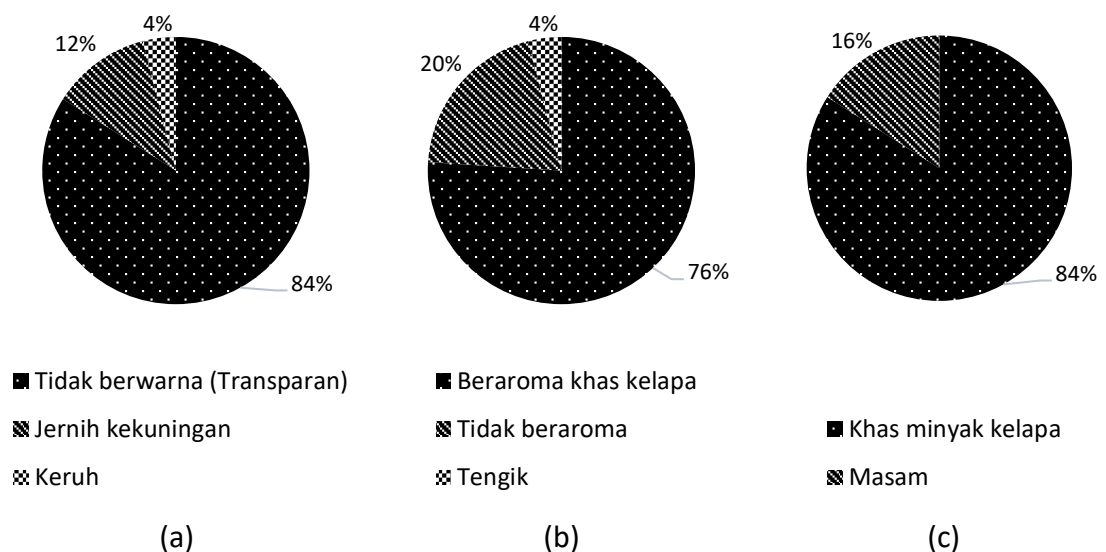 4%
12%
84%
4%
20%
76%
16%
84%
Tidak berwarna (Transparan)
Jernih kekuningan
Keruh
Beraroma khas kelapa
Tidak beraroma
Tengik
Khas minyak kelapa
Masam
(a)
(b)
(c)